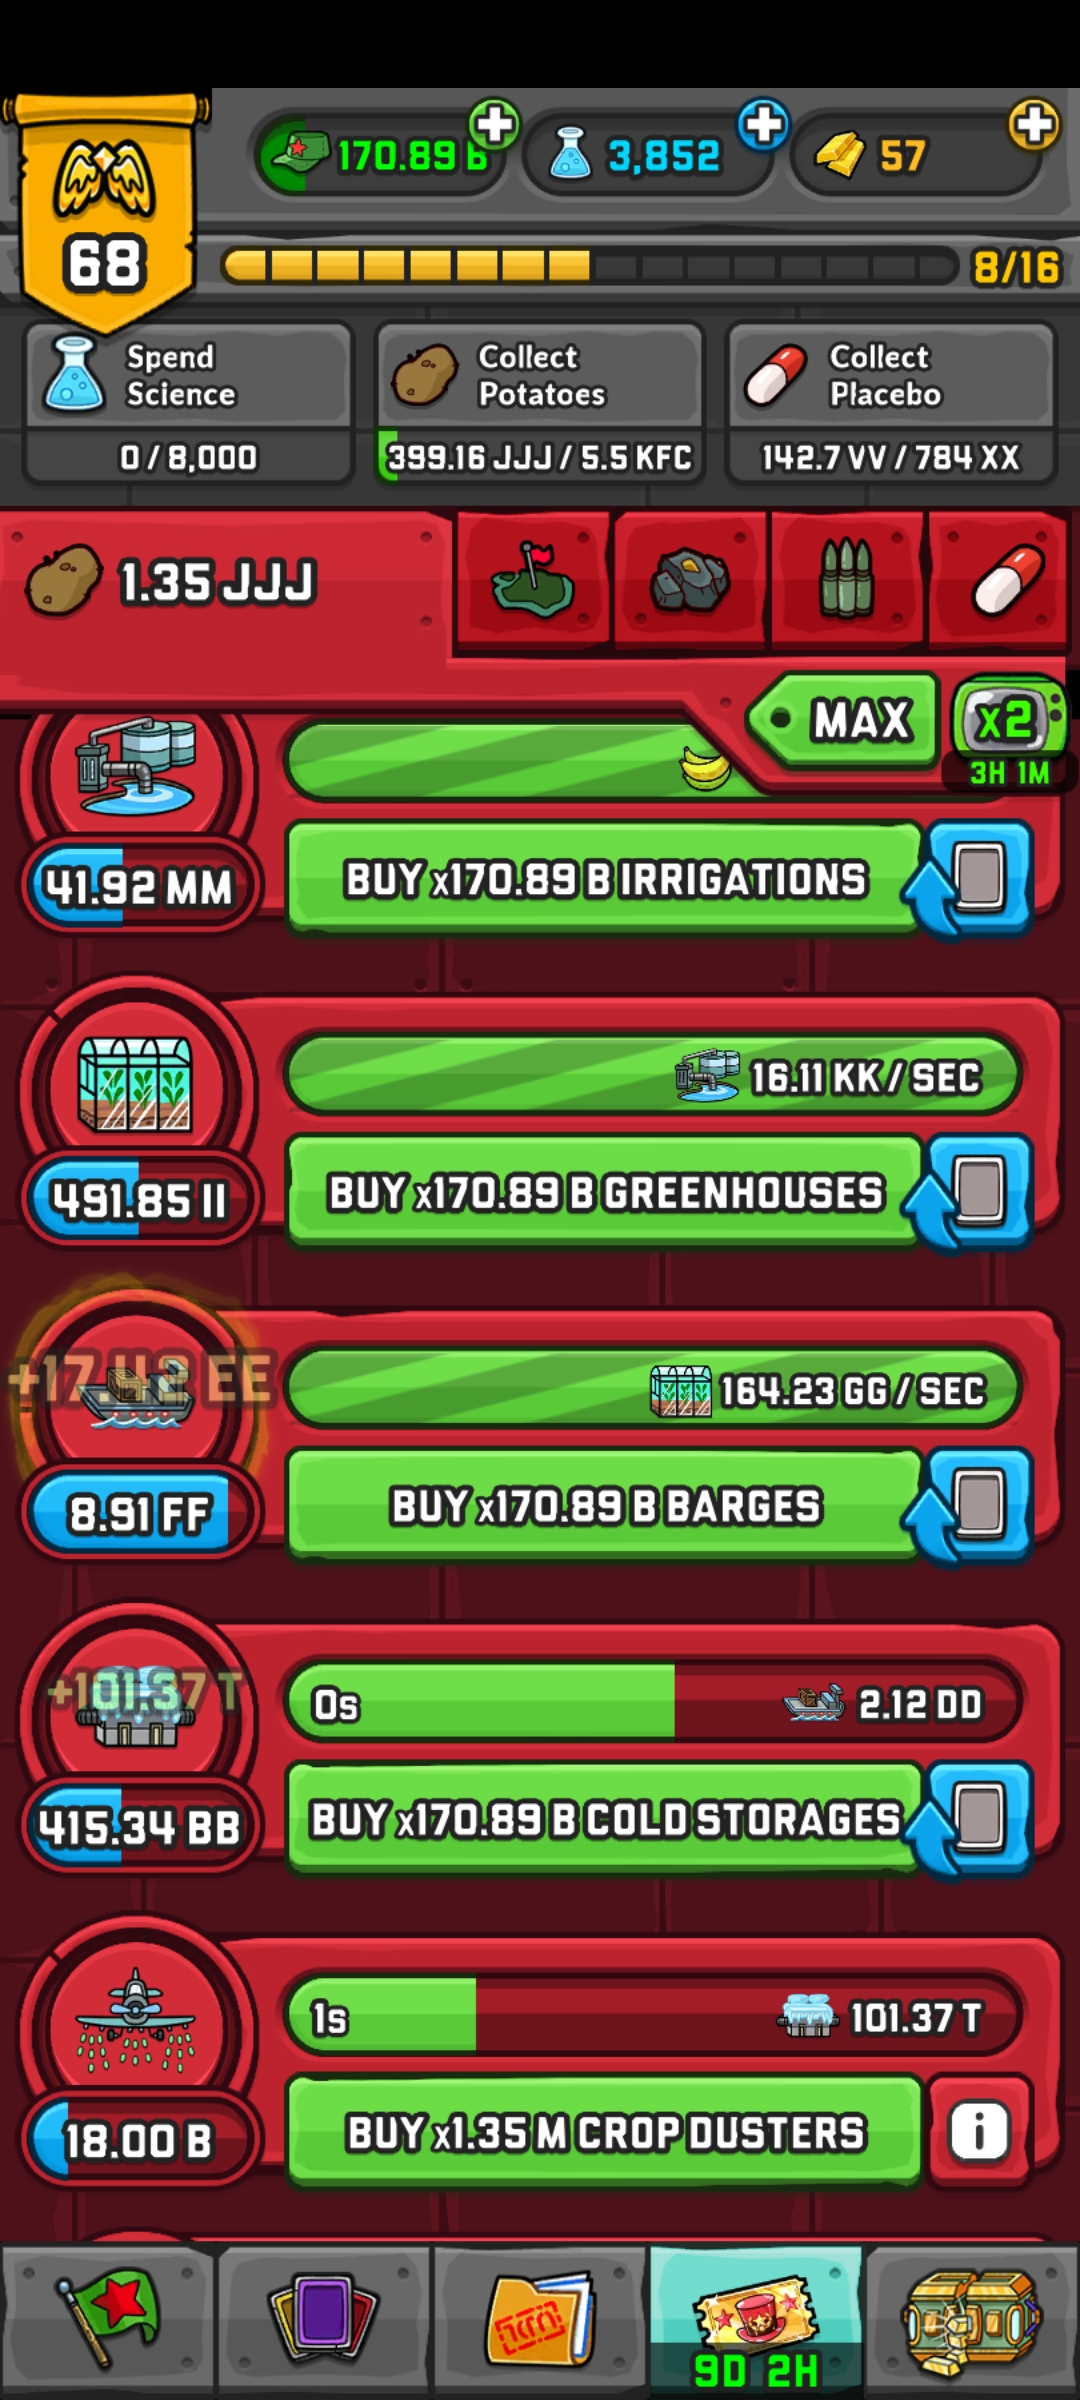 170.89 B
3,852
57
68
8/16
Spend
Science
0 / 8,000
Collect
Potatoes
399.16 JJJ / 5.5 KFC
Collect
Placebo
142.7 VV / 784 XX
1.35 JJJ
MAX
x2
3H 1M
41.92 MM
BUY x170.89 B IRRIGATIONS
16.11 KK / SEC
491.85 II
BUY x170.89 B GREENHOUSES
+17.42 EE
164.23 GG / SEC
8.91 FF
BUY x170.89 B BARGES
+101.37 T
0s
2.12 DD
415.34 BB
BUY x170.89 B COLD STORAGES
1s
101.37 T
18.00 B
BUY x1.35 M CROP DUSTERS
i
9D 2H